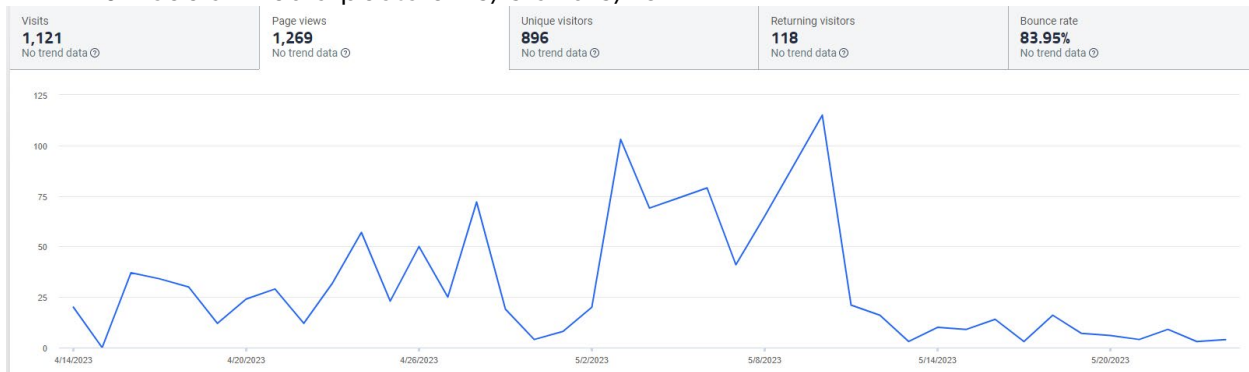 Visits
1,121
No trend data
Page views
1,269
No trend data
Unique visitors
896
No trend data
Returning visitors
118
No trend data
Bounce rate
83.95%
No trend data
125
100
75
50
25
0
4/14/2023
4/20/2023
4/26/2023
5/2/2023
5/8/2023
5/14/2023
5/20/2023